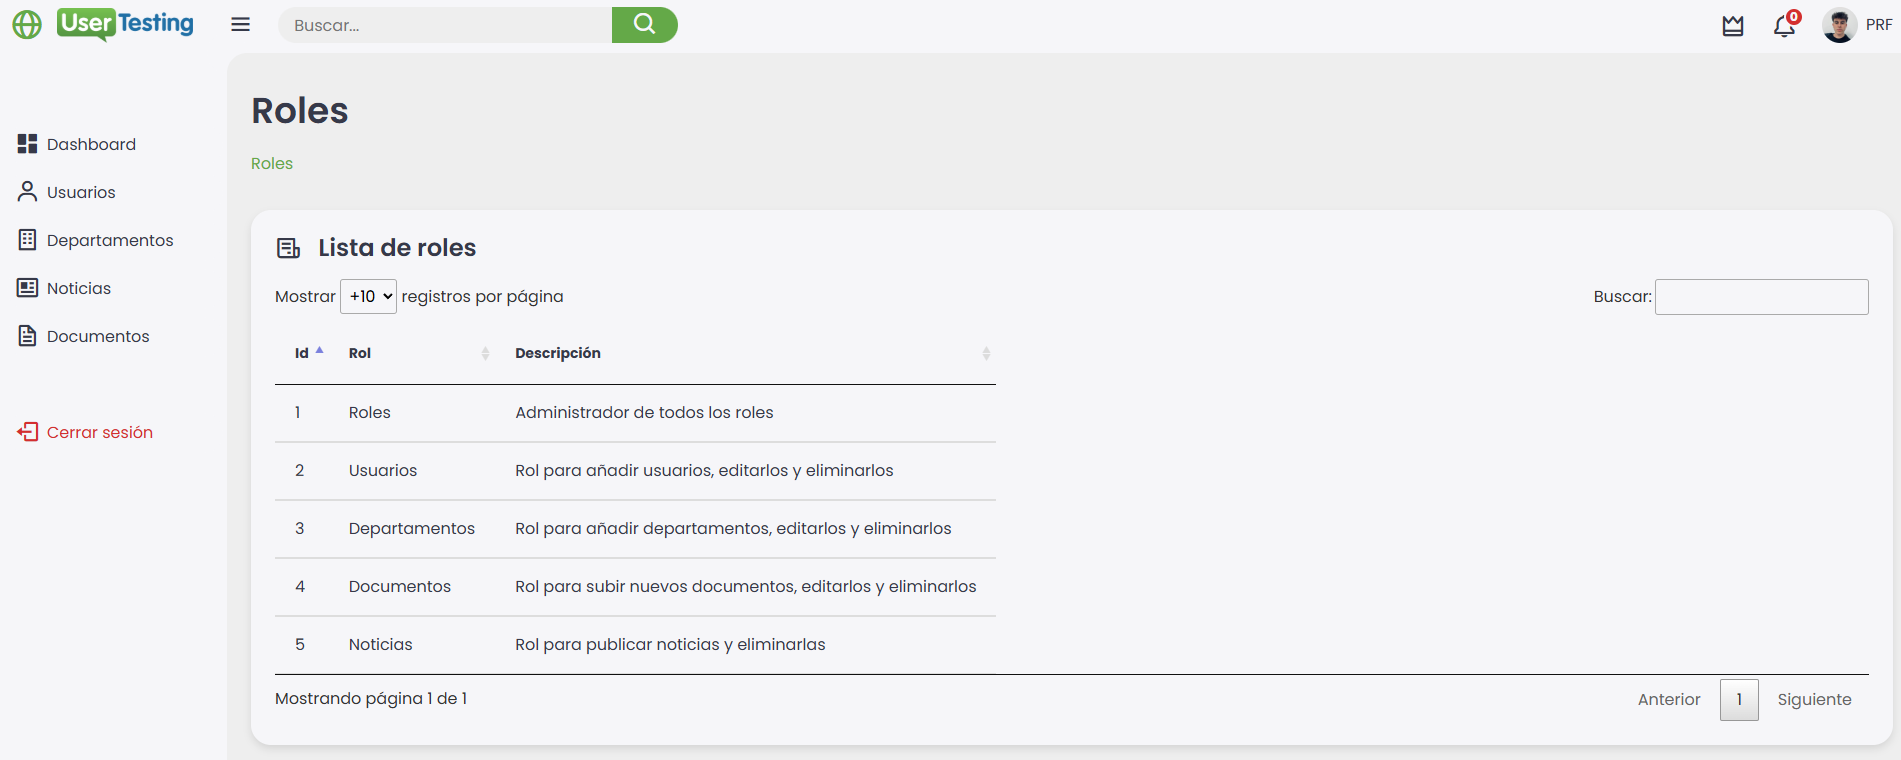 UserTesting
Buscar...
0
PRF
Dashboard
Usuarios
Departamentos
Noticias
Documentos
Cerrar sesión
Roles
Roles
Lista de roles
Mostrar +10 registros por página
Buscar:
Id Rol Descripción
1 Roles Administrador de todos los roles
2 Usuarios Rol para añadir usuarios, editarlos y eliminarlos
3 Departamentos Rol para añadir departamentos, editarlos y eliminarlos
4 Documentos Rol para subir nuevos documentos, editarlos y eliminarlos
5 Noticias Rol para publicar noticias y eliminarlas
Mostrando página 1 de 1
Anterior 1 Siguiente